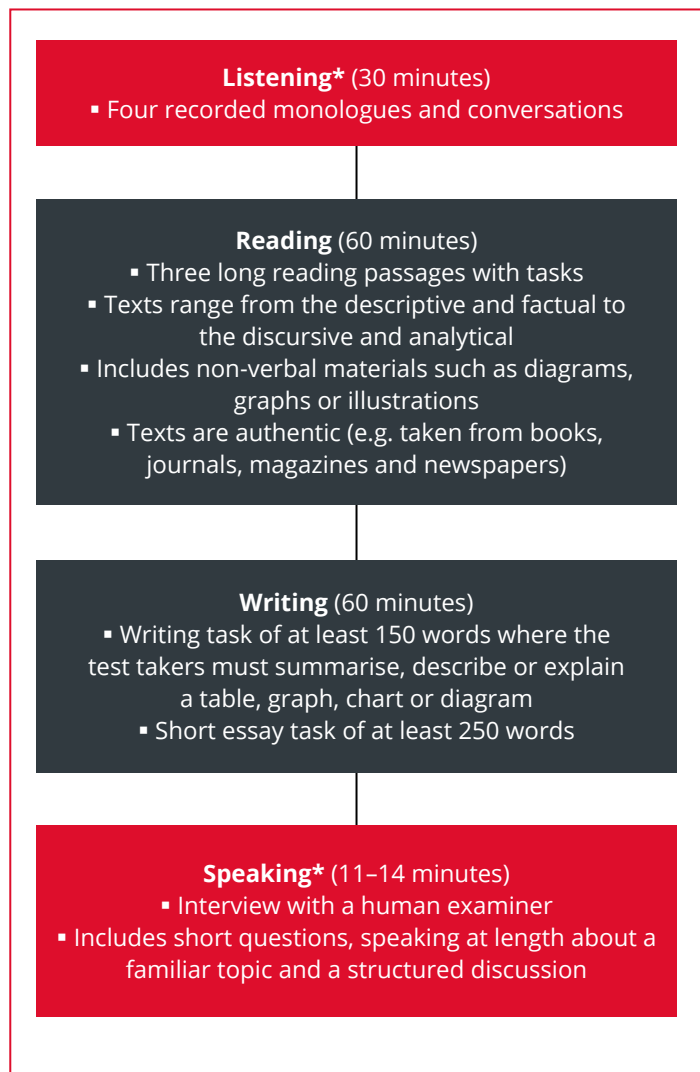 Listening* (30 minutes)
▪ Four recorded monologues and conversations
Reading (60 minutes)
▪ Three long reading passages with tasks
▪ Texts range from the descriptive and factual to
the discursive and analytical
▪ Includes non-verbal materials such as diagrams,
graphs or illustrations
▪ Texts are authentic (e.g. taken from books,
journals, magazines and newspapers)
Writing (60 minutes)
▪ Writing task of at least 150 words where the
test takers must summarise, describe or explain
a table, graph, chart or diagram
▪ Short essay task of at least 250 words
Speaking* (11–14 minutes)
▪ Interview with a human examiner
▪ Includes short questions, speaking at length about a
familiar topic and a structured discussion